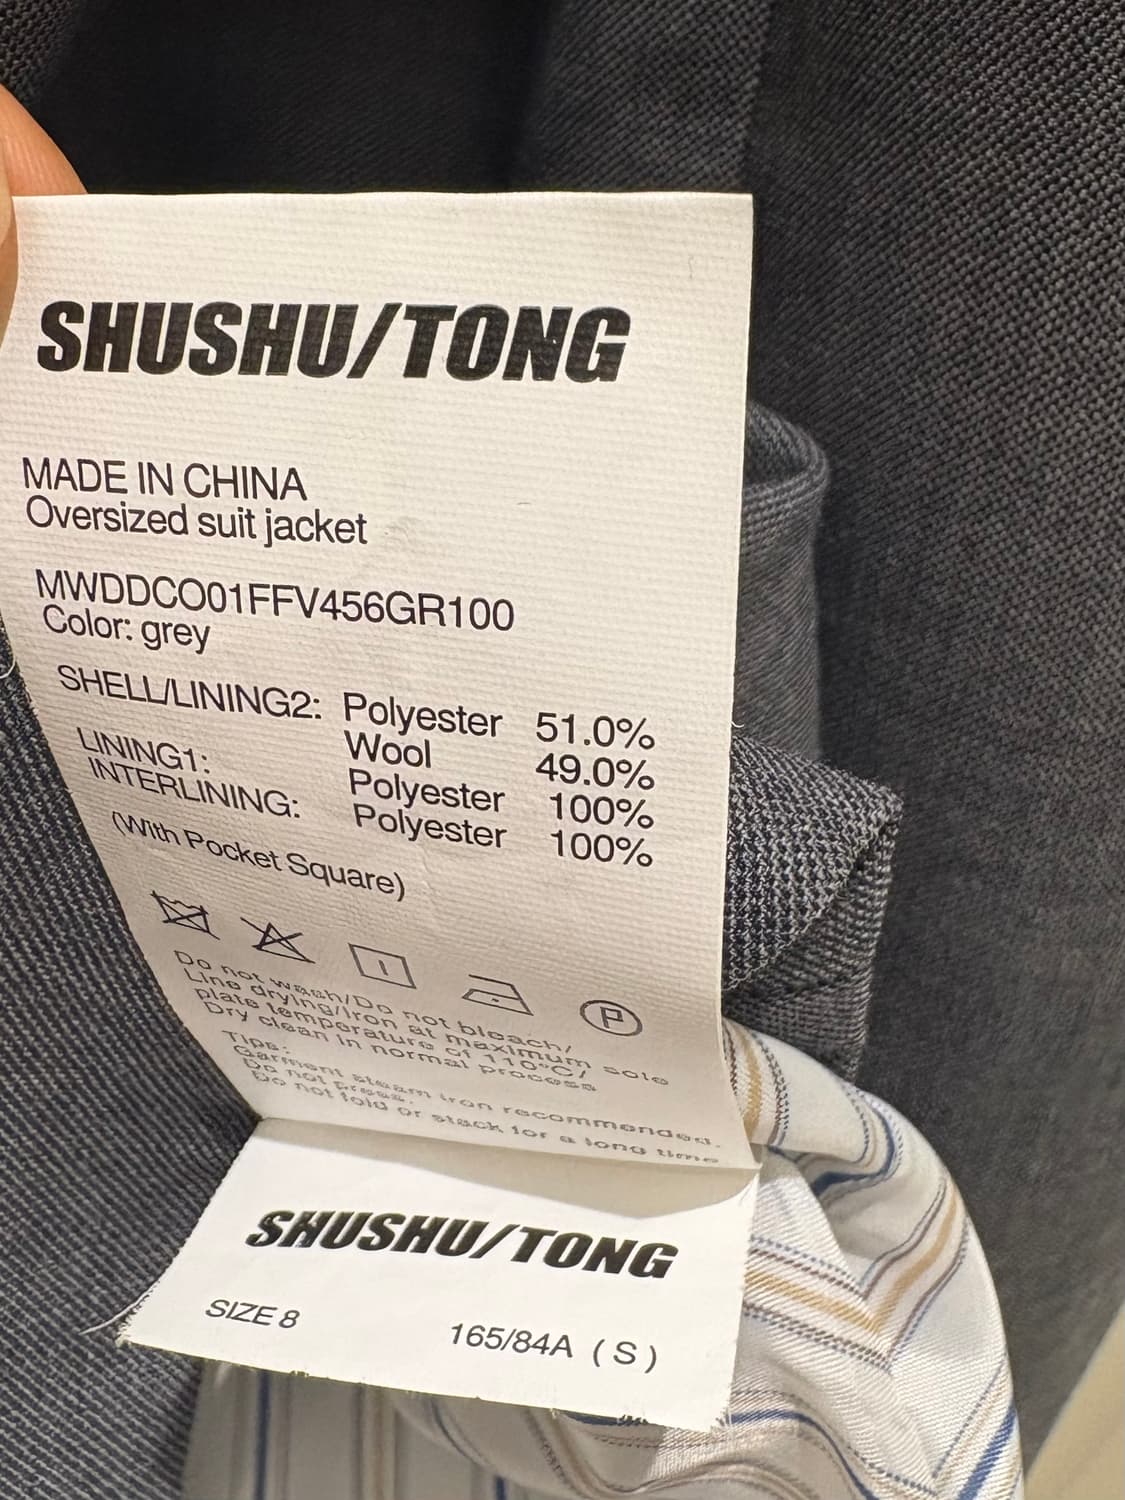 SHUSHU/TONG
MADE IN CHINA
Oversized suit jacket
MWDDCO01FFV456GR100
Color: grey
SHELL/LINING2: Polyester 51.0%
Wool 49.0%
LINING1: Polyester 100%
INTERLINING: Polyester 100%
(With Pocket Square)
P
Do not wash/Do not bleach/
Line drying/Iron at maximum sole
plate temperature of 110°C/
Dry clean in normal process
Tips:
Garment steam iron recommended.
Do not press.
Do not fold or stack for a long time
SHUSHU/TONG
SIZE 8 165/84A ( S )